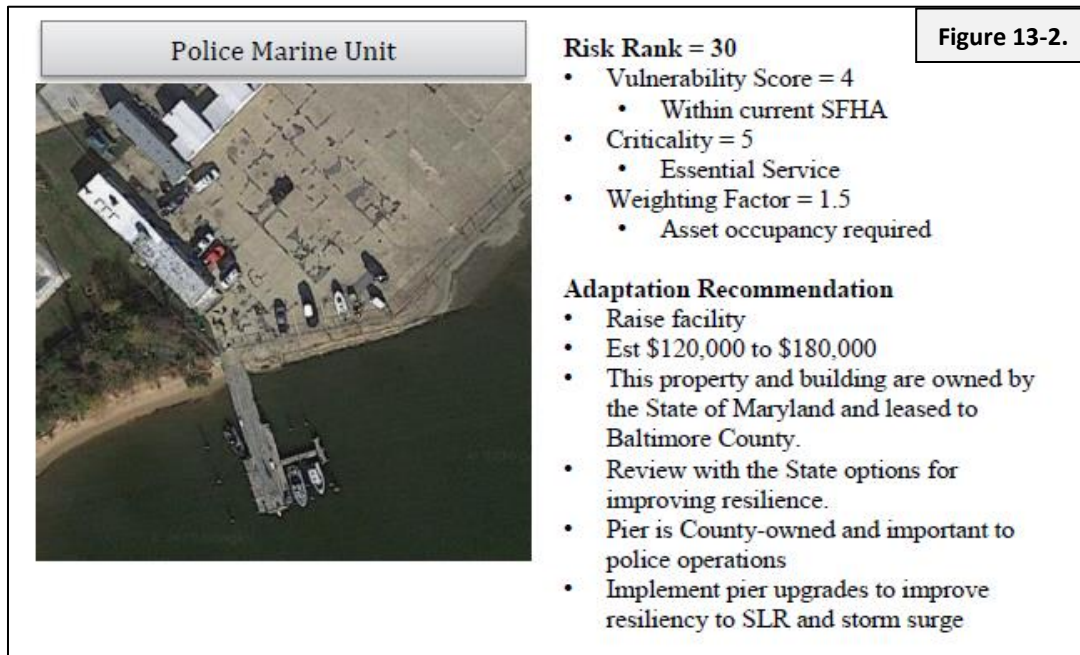 Police Marine Unit
Figure 13-2.
Risk Rank = 30
• Vulnerability Score = 4
• Within current SFHA
• Criticality = 5
• Essential Service
• Weighting Factor = 1.5
• Asset occupancy required
Adaptation Recommendation
• Raise facility
• Est $120,000 to $180,000
• This property and building are owned by
the State of Maryland and leased to
Baltimore County.
• Review with the State options for
improving resilience.
• Pier is County-owned and important to
police operations
• Implement pier upgrades to improve
resiliency to SLR and storm surge